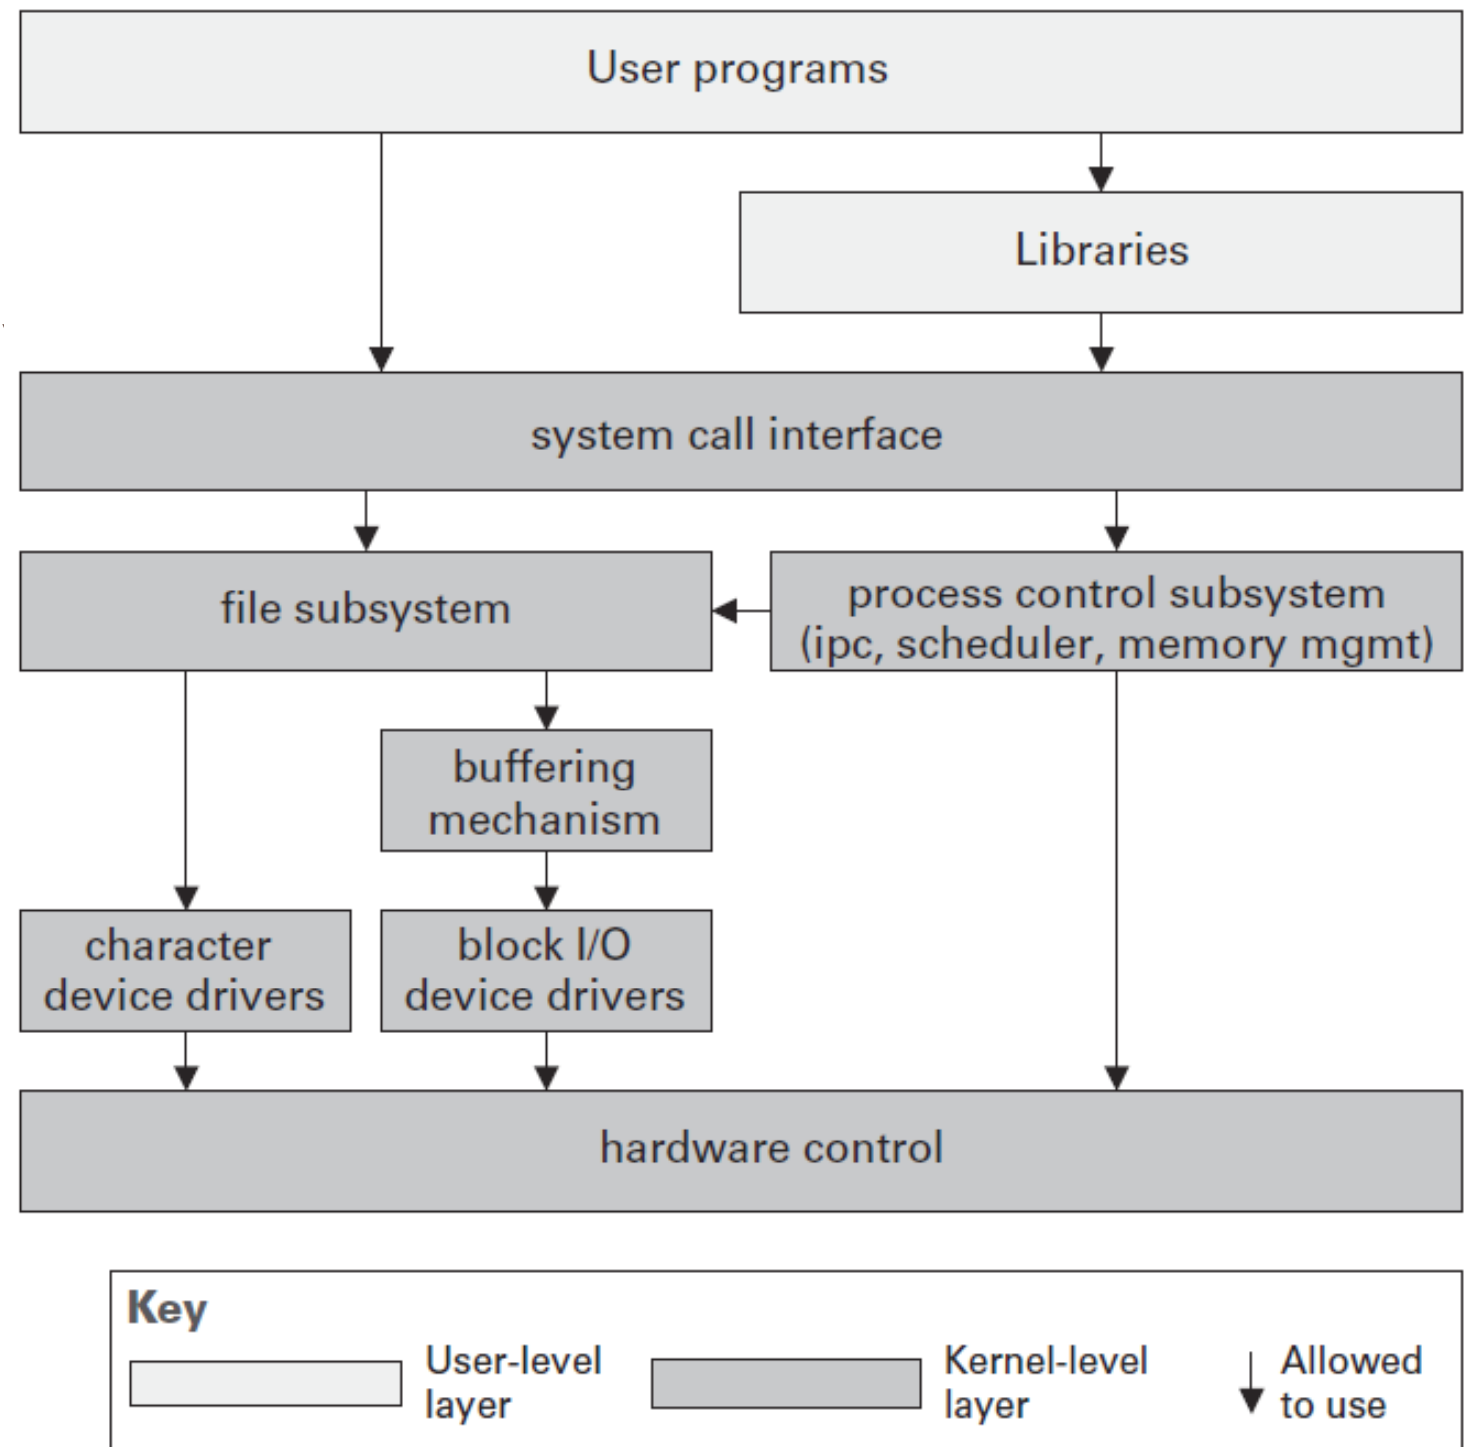 User programs
Libraries
system call interface
file subsystem
process control subsystem
(ipc, scheduler, memory mgmt)
buffering
mechanism
character
device drivers
block I/O
device drivers
hardware control
Key
User-level
layer
Kernel-level
layer
Allowed
to use